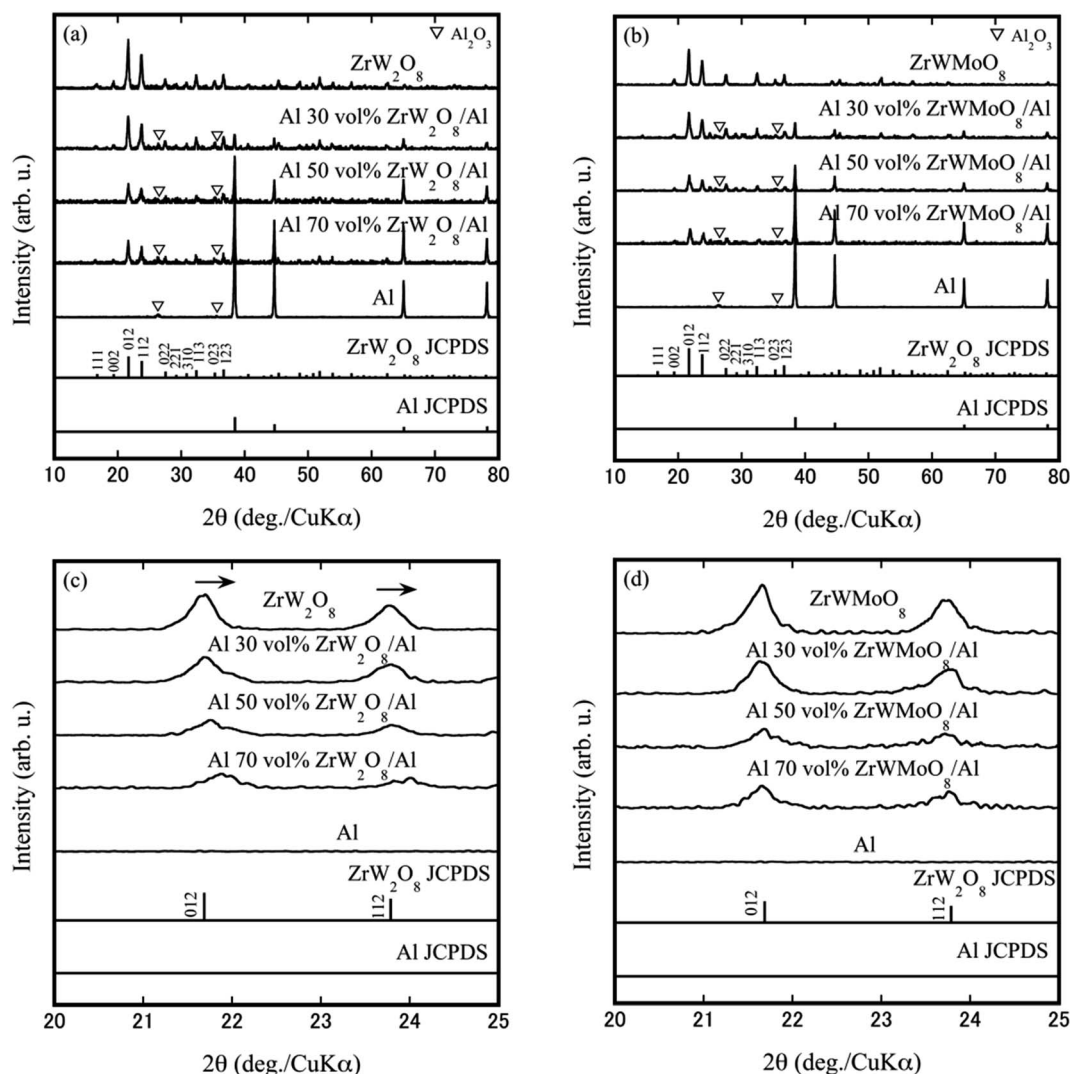 (a)
▽ Al2O3
ZrW2O8
Al 30 vol% ZrW2O8/Al
Al 50 vol% ZrW2O8/Al
Al 70 vol% ZrW2O8/Al
Al
111 002 012 112 022 221 310 113 023 123
ZrW2O8 JCPDS
Al JCPDS
Intensity (arb. u.)
10 20 30 40 50 60 70 80
2θ (deg./CuKα)
(b)
▽ Al2O3
ZrWMoO8
Al 30 vol% ZrWMoO8/Al
Al 50 vol% ZrWMoO8/Al
Al 70 vol% ZrWMoO8/Al
Al
111 002 012 112 022 221 310 113 023 123
ZrW2O8 JCPDS
Al JCPDS
Intensity (arb. u.)
10 20 30 40 50 60 70 80
2θ (deg./CuKα)
(c)
ZrW2O8
Al 30 vol% ZrW2O8/Al
Al 50 vol% ZrW2O8/Al
Al 70 vol% ZrW2O8/Al
Al
ZrW2O8 JCPDS
012 112
Al JCPDS
Intensity (arb. u.)
20 21 22 23 24 25
2θ (deg./CuKα)
(d)
ZrWMoO8
Al 30 vol% ZrWMoO8/Al
Al 50 vol% ZrWMoO8/Al
Al 70 vol% ZrWMoO8/Al
Al
ZrW2O8 JCPDS
012 112
Al JCPDS
Intensity (arb. u.)
20 21 22 23 24 25
2θ (deg./CuKα)